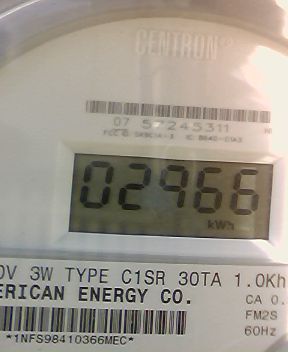 CENTRON
07 57245311
02966
kWh
0V 3W TYPE C1SR 30TA 1.0Kh
ERICAN ENERGY CO.
CA 0.
FM2S
60Hz
*1NFS98410366MEC*